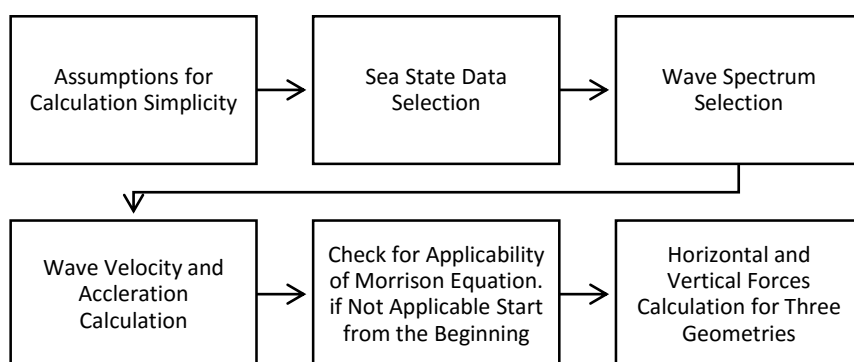 Assumptions for
Calculation Simplicity
Sea State Data
Selection
Wave Spectrum
Selection
Wave Velocity and
Accleration
Calculation
Check for Applicability
of Morrison Equation.
if Not Applicable Start
from the Beginning
Horizontal and
Vertical Forces
Calculation for Three
Geometries